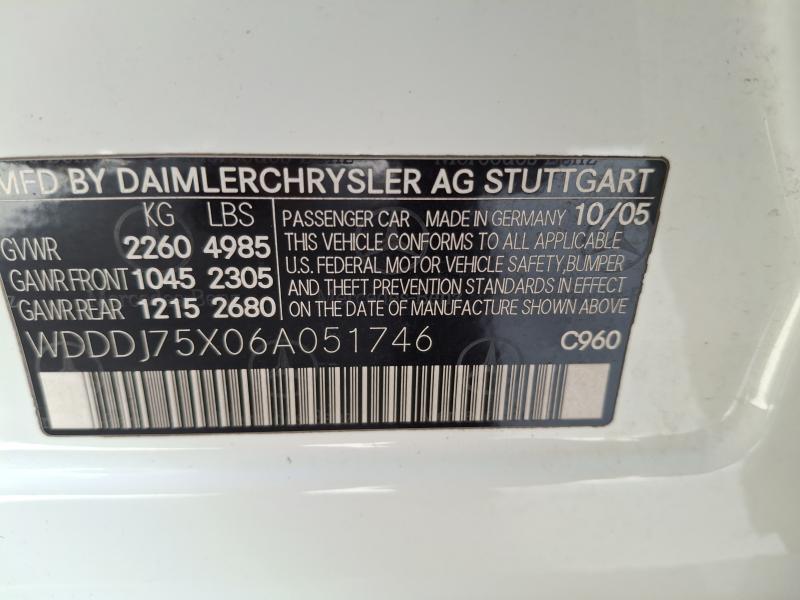 MFD BY DAIMLERCHRYSLER AG STUTTGART
KG LBS
GVWR 2260 4985
GAWR FRONT 1045 2305
GAWR REAR 1215 2680
PASSENGER CAR MADE IN GERMANY 10/05
THIS VEHICLE CONFORMS TO ALL APPLICABLE
U.S. FEDERAL MOTOR VEHICLE SAFETY,BUMPER
AND THEFT PREVENTION STANDARDS IN EFFECT
ON THE DATE OF MANUFACTURE SHOWN ABOVE
WDDDJ75X06A051746 C960